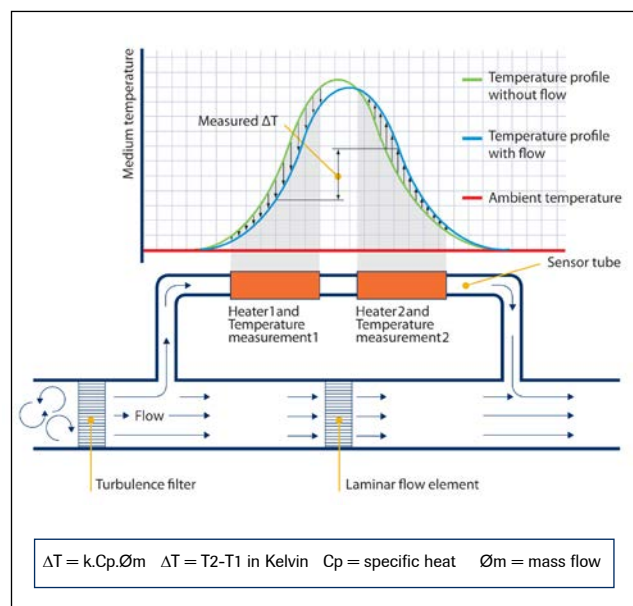 Medium temperature
Measured ΔT
Temperature profile
without flow
Temperature profile
with flow
Ambient temperature
Sensor tube
Heater1and
Temperature
measurement1
Heater2and
Temperature
measurement2
Flow
Turbulence filter
Laminar flow element
ΔT = k.Cp.Øm ΔT = T2-T1 in Kelvin Cp = specific heat Øm = mass flow